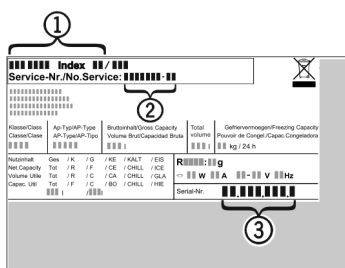 1
Index /
Service-Nr./No.Service: -
2
Klasse/Class Ap-Typ/AP-Type Bruttoinhalt/Gross Capacity Total Gefriervermoegen/Freezing Capacity
Classe/Clase AP-Type/AP-Tipo Volume Brut/Capacidad Bruta volume Pouvoir de Congel./Capac.Congeladora
l l kg / 24 h
Nutzinhalt Ges / K / G / KE / KALT / EIS
Net.Capacity Tot / R / F / CE / CHILL / ICE
Volume Utile Tot / R / C / CA / CHILL / GLA
Capac. Util Tot / F / C / BO / CHILL / HIE
l / l
R : g
W A - V Hz
Serial-Nr. . . .
3